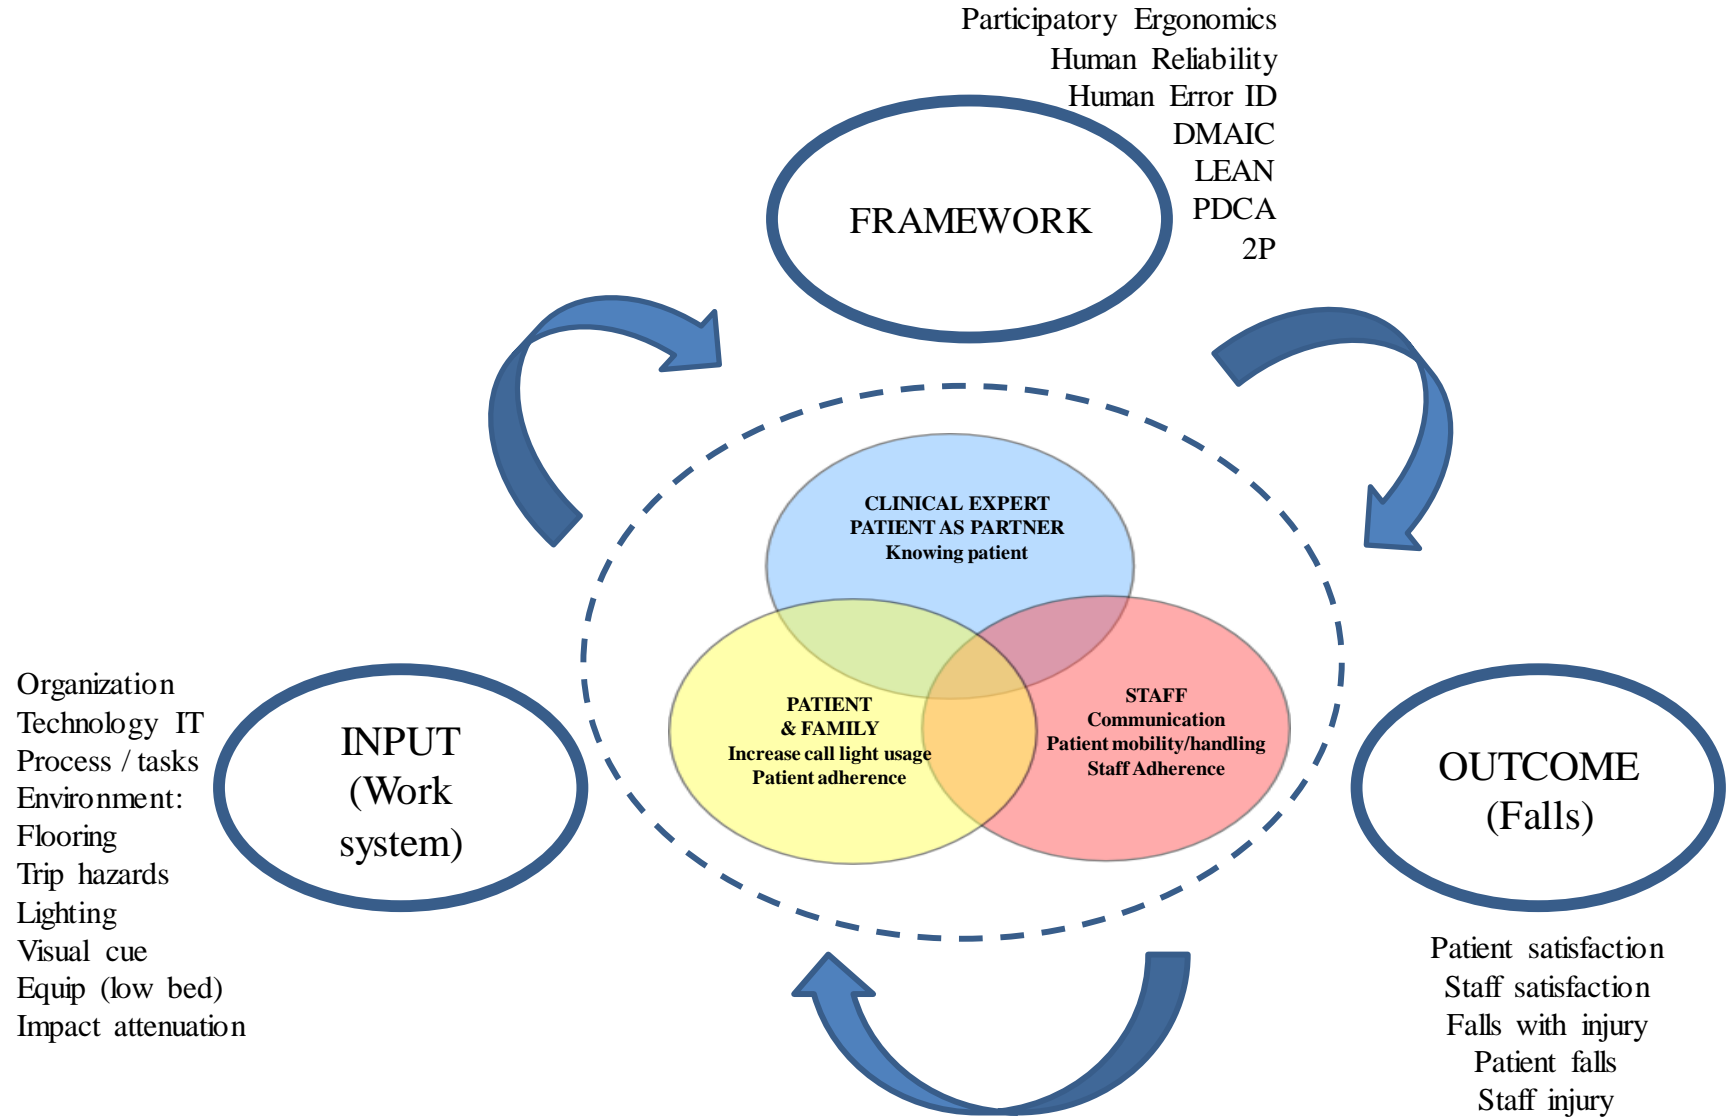 Participatory Ergonomics
Human Reliability
Human Error ID
DMAIC
LEAN
PDCA
2P
FRAMEWORK
CLINICAL EXPERT
PATIENT AS PARTNER
Knowing patient
PATIENT
& FAMILY
Increase call light usage
Patient adherence
STAFF
Communication
Patient mobility/handling
Staff Adherence
Organization
Technology IT
Process / tasks
Environment:
Flooring
Trip hazards
Lighting
Visual cue
Equip (low bed)
Impact attenuation
INPUT
(Work
system)
OUTCOME
(Falls)
Patient satisfaction
Staff satisfaction
Falls with injury
Patient falls
Staff injury